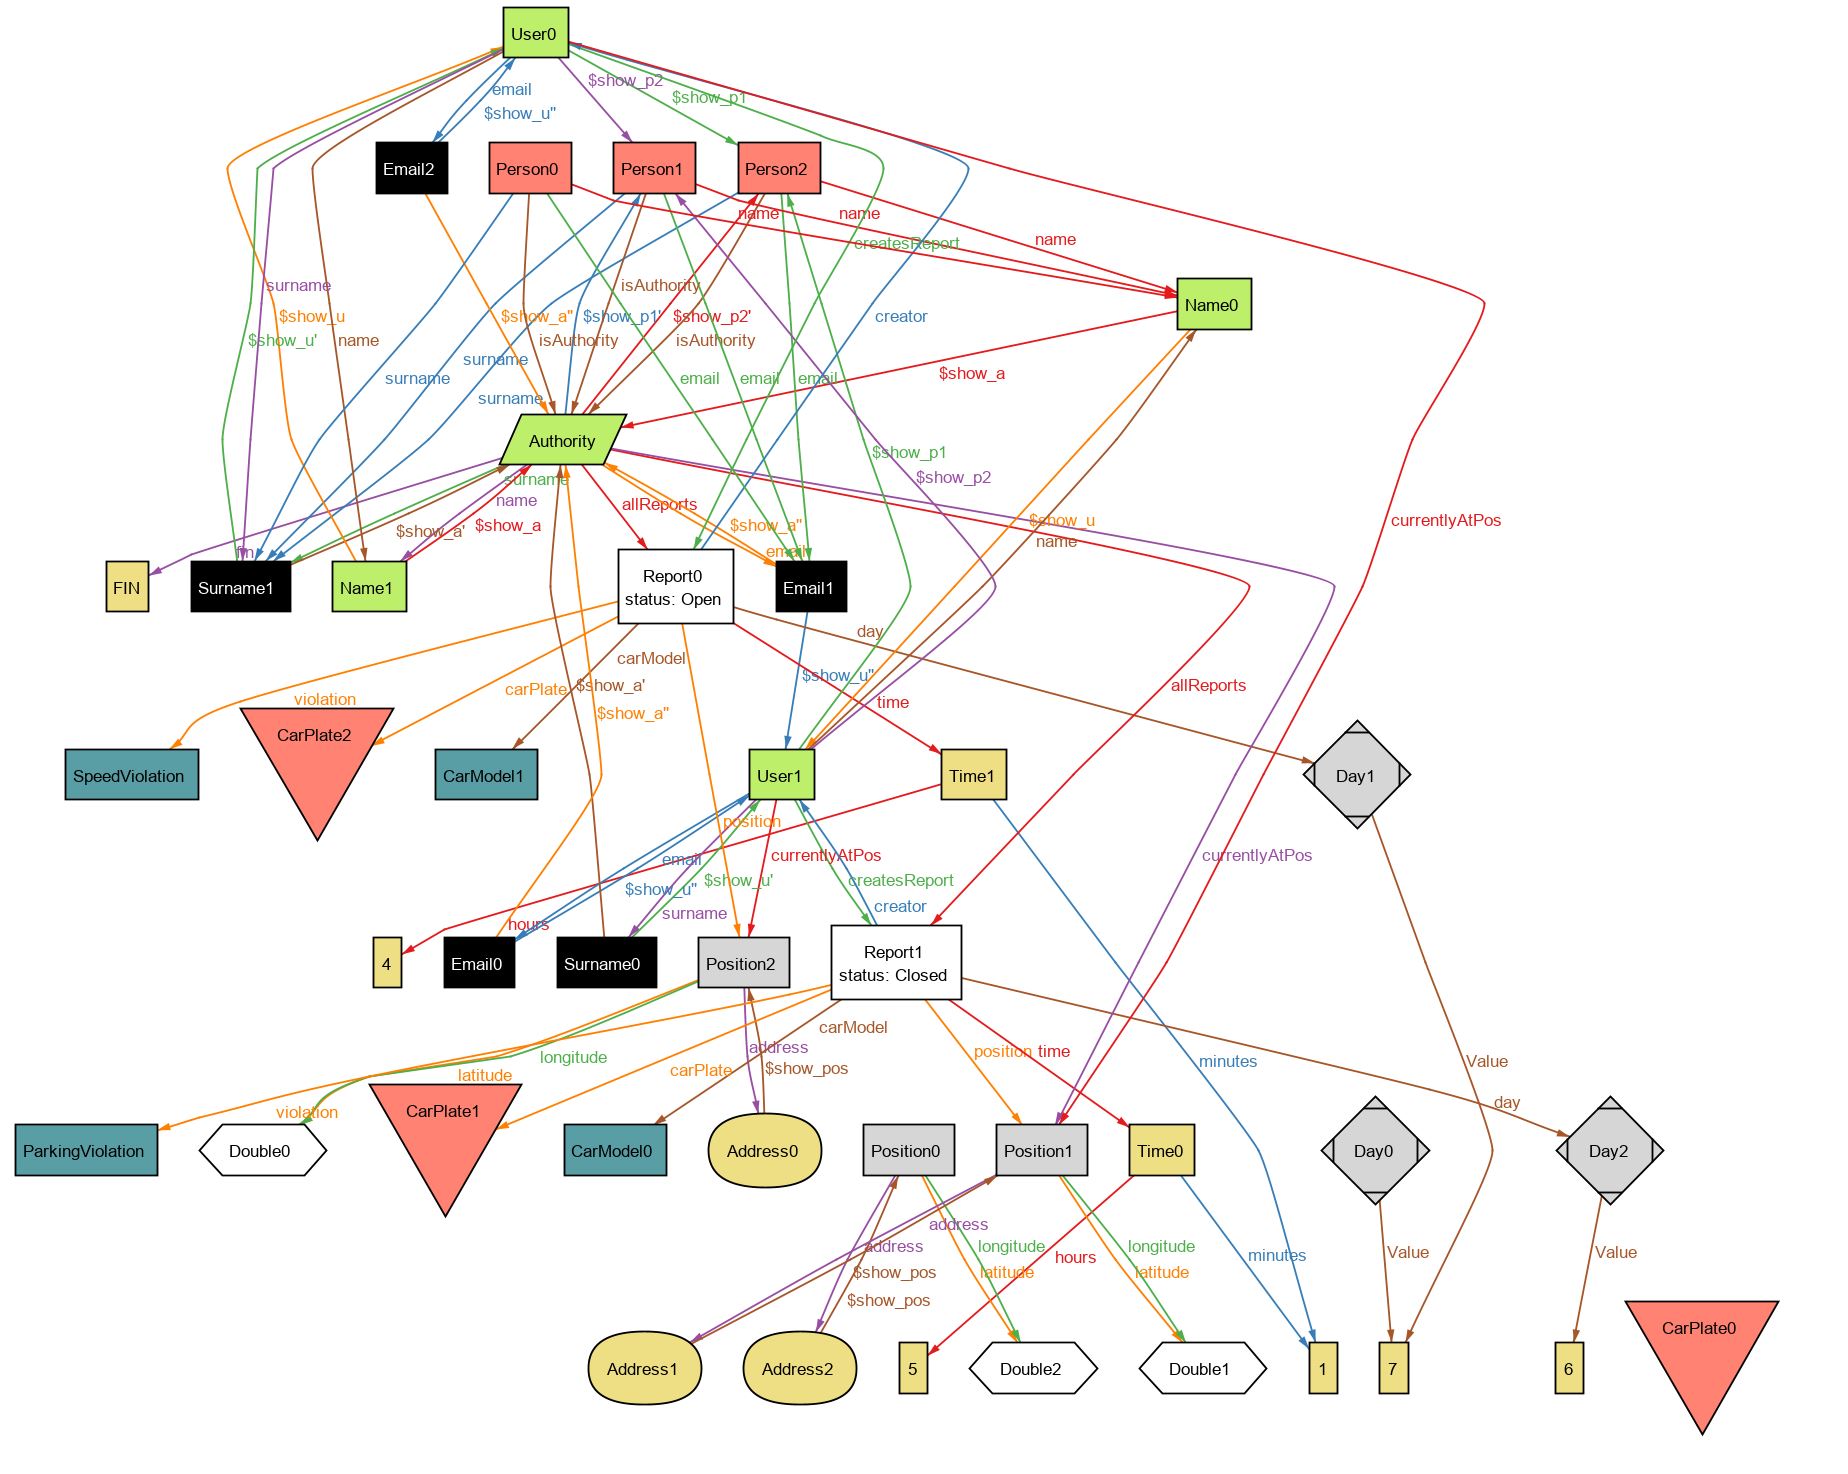 User0
$show_p2
email
$show_p1
$show_u"
Email2
Person0
Person1
Person2
name
name
name
createsReport
surname
isAuthority
Name0
$show_u
$show_a"
$show_p1'
$show_p2'
creator
$show_u'
name
isAuthority
isAuthority
surname
$show_a
surname
email
email
email
surname
Authority
$show_p1
surname
$show_p2
name
allReports
$show_a'
$show_a
$show_a"
$show_u
currentlyAtPos
name
fin
email
FIN
Surname1
Name1
Report0
status: Open
Email1
day
carModel
$show_u"
$show_a'
allReports
violation
carPlate
time
$show_a"
CarPlate2
SpeedViolation
CarModel1
User1
Time1
Day1
position
email
currentlyAtPos
currentlyAtPos
$show_u"
$show_u'
createsReport
surname
creator
hours
4
Email0
Surname0
Position2
Report1
status: Closed
carModel
longitude
address
position
time
latitude
carPlate
$show_pos
minutes
Value
violation
CarPlate1
day
ParkingViolation
Double0
CarModel0
Address0
Position0
Position1
Time0
Day0
Day2
address
address
longitude
longitude
hours
minutes
Value
Value
$show_pos
latitude
latitude
$show_pos
CarPlate0
Address1
Address2
5
Double2
Double1
1
7
6